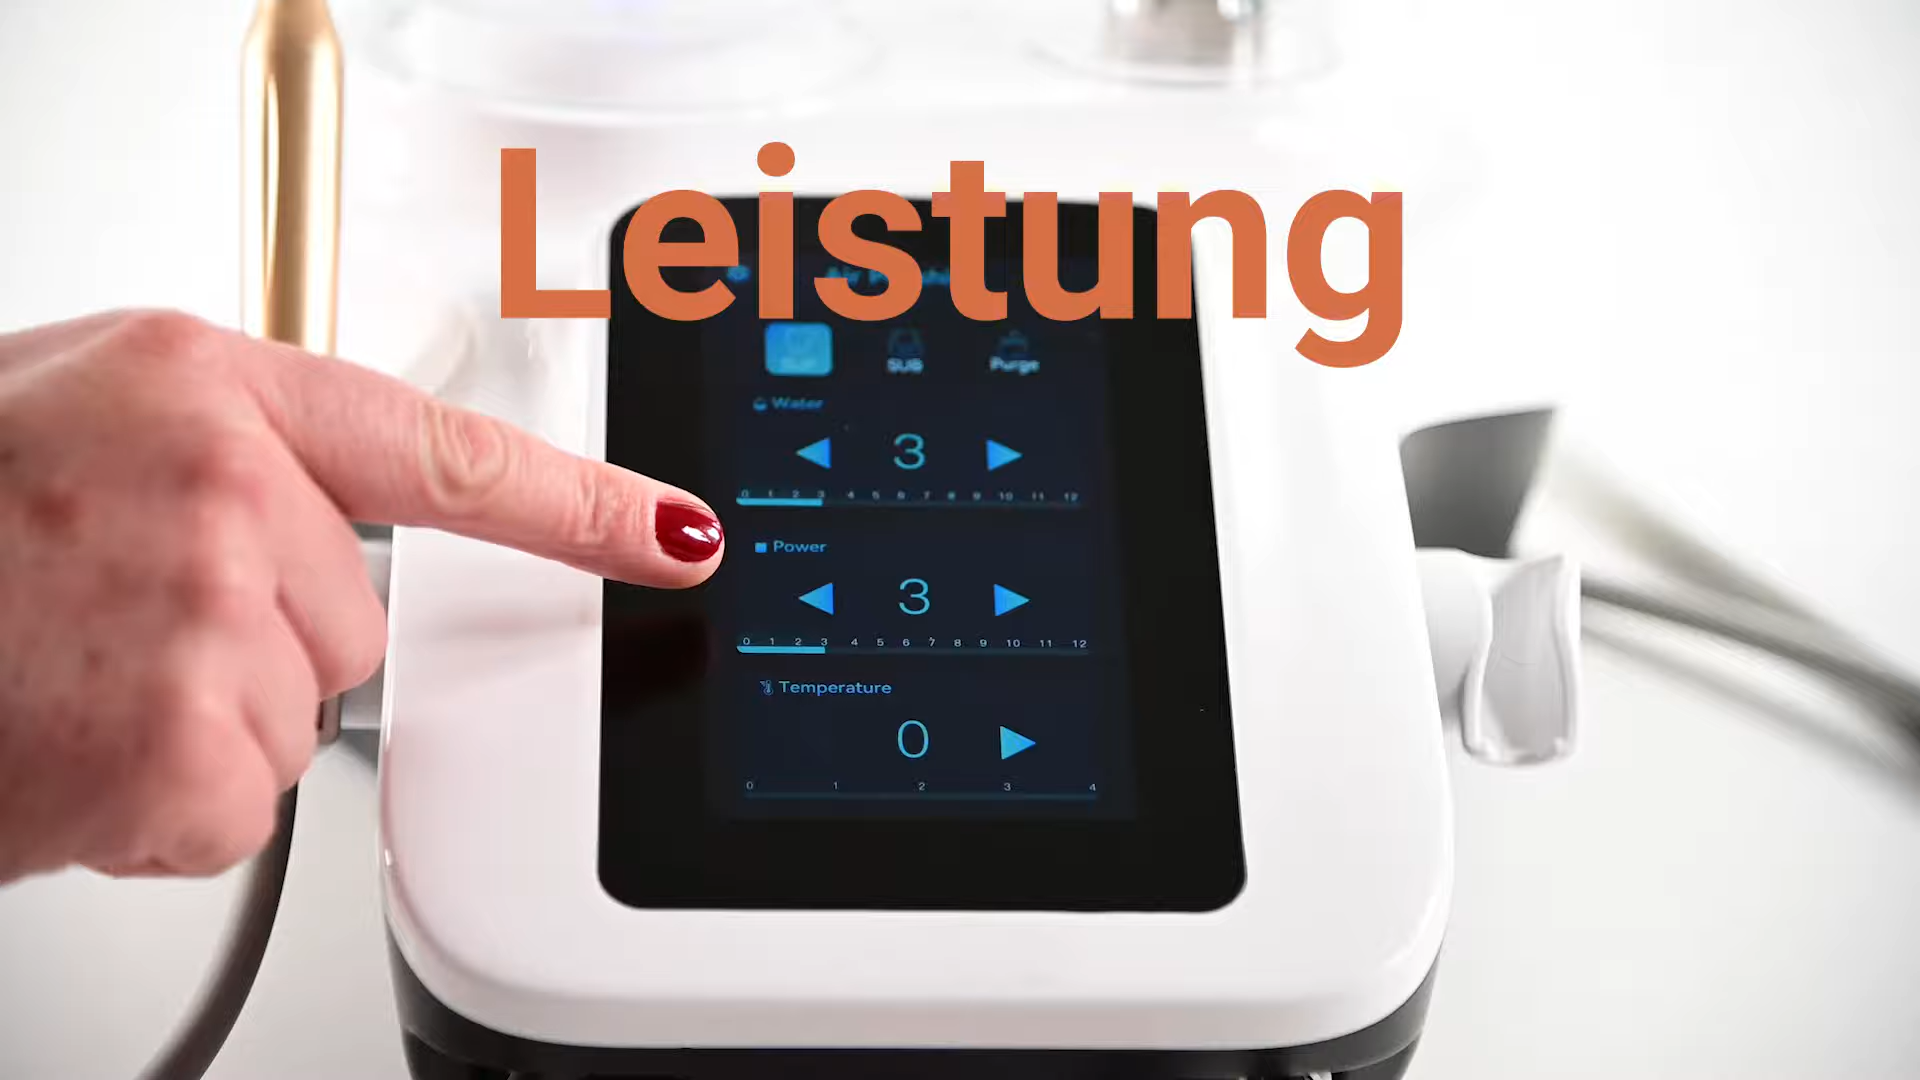 Leistung
SUB
Purge
Water
3
0 1 2 3 4 5 6 7 8 9 10 11 12
Power
3
0 1 2 3 4 5 6 7 8 9 10 11 12
Temperature
0
0 1 2 3 4